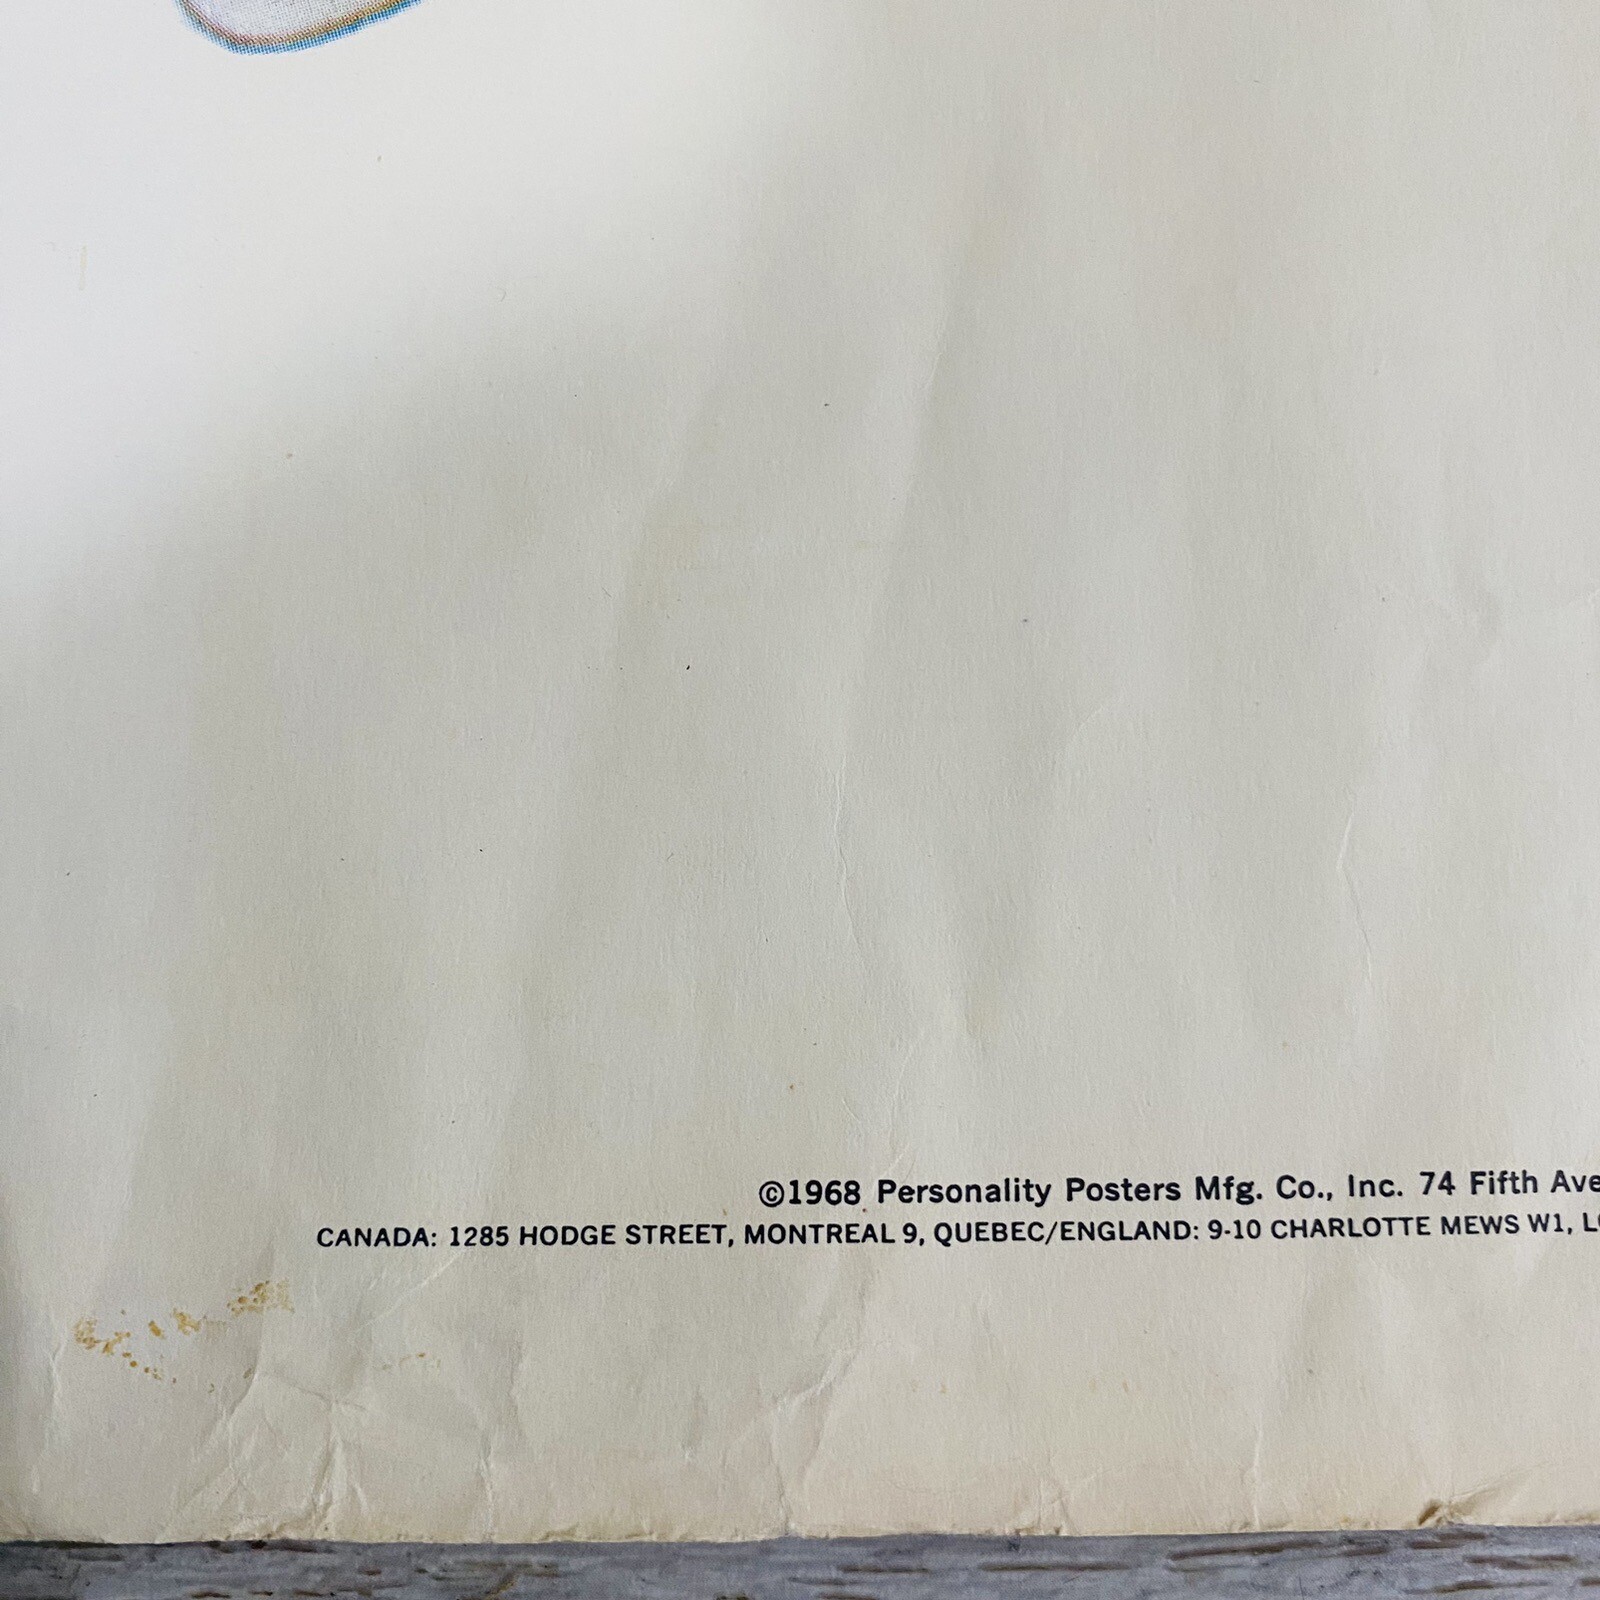 ©1968 Personality Posters Mfg. Co., Inc. 74 Fifth Ave
CANADA: 1285 HODGE STREET, MONTREAL 9, QUEBEC/ENGLAND: 9-10 CHARLOTTE MEWS W1,